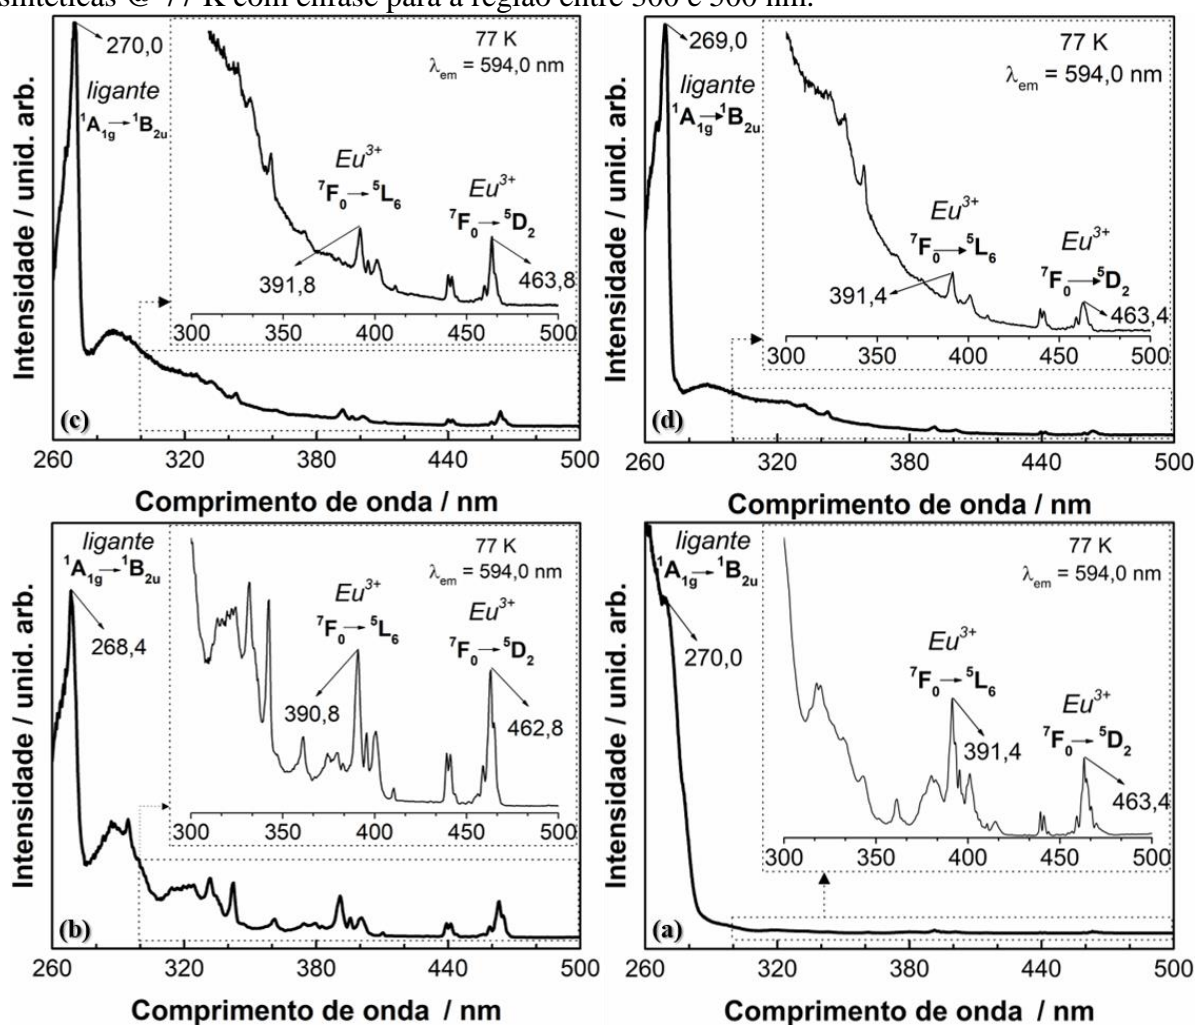 sintéticas @ 77 K com ênfase para a região entre 300 e 500 nm.
Intensidade / unid. arb.
270,0
ligante
¹A₁g → ¹B₂u
77 K
λem = 594,0 nm
Eu³⁺
⁷F₀ → ⁵L₆
Eu³⁺
⁷F₀ → ⁵D₂
391,8
463,8
300 350 400 450 500
(c)
260 320 380 440 500
Comprimento de onda / nm
Intensidade / unid. arb.
269,0
ligante
¹A₁g → ¹B₂u
77 K
λem = 594,0 nm
Eu³⁺
⁷F₀ → ⁵L₆
Eu³⁺
⁷F₀ → ⁵D₂
391,4
463,4
300 350 400 450 500
(d)
260 320 380 440 500
Comprimento de onda / nm
Intensidade / unid. arb.
ligante
¹A₁g → ¹B₂u
268,4
77 K
λem = 594,0 nm
Eu³⁺
⁷F₀ → ⁵L₆
Eu³⁺
⁷F₀ → ⁵D₂
390,8
462,8
300 350 400 450 500
(b)
260 320 380 440 500
Comprimento de onda / nm
Intensidade / unid. arb.
ligante
¹A₁g → ¹B₂u
270,0
77 K
λem = 594,0 nm
Eu³⁺
⁷F₀ → ⁵L₆
391,4
Eu³⁺
⁷F₀ → ⁵D₂
463,4
300 350 400 450 500
(a)
260 320 380 440 500
Comprimento de onda / nm